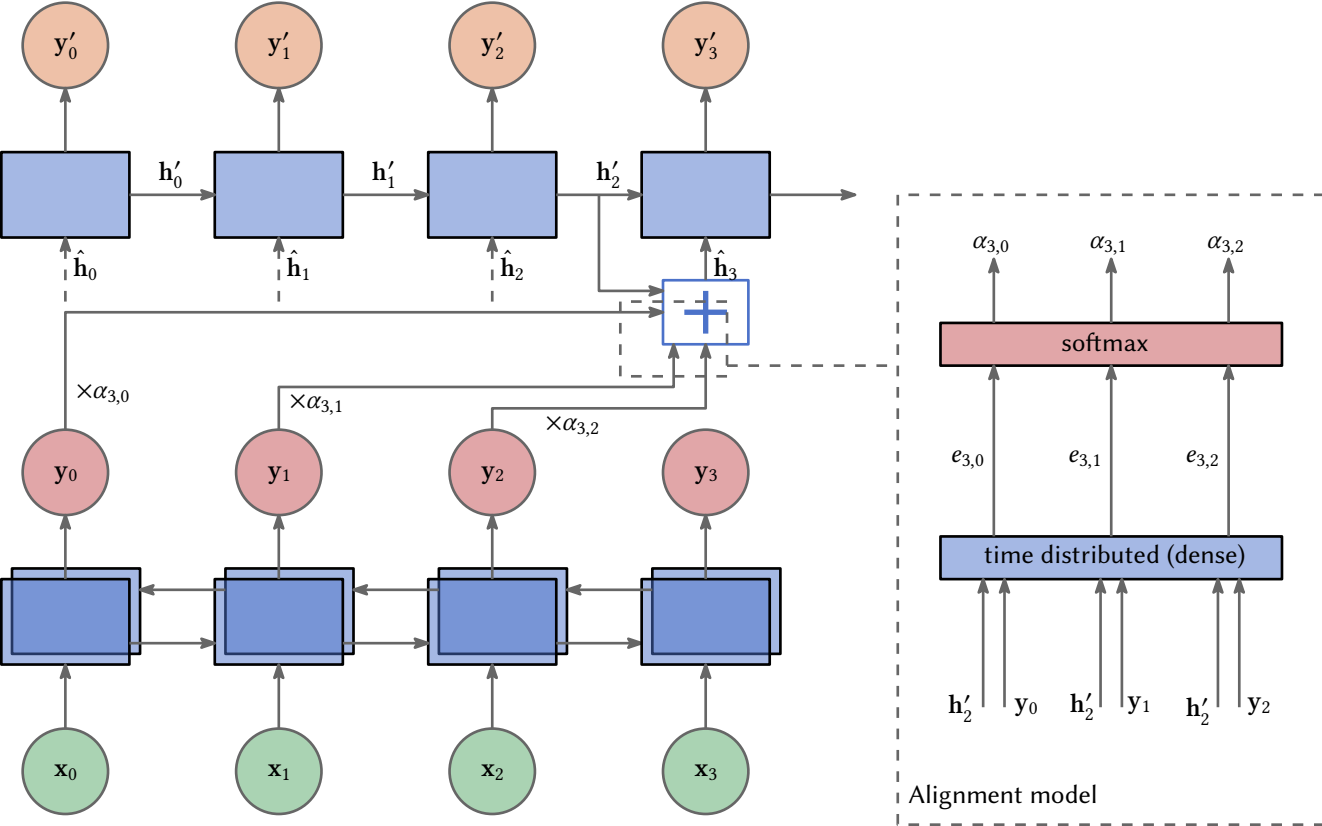 y′₀ y′₁ y′₂ y′₃
h′₀ h′₁ h′₂
ĥ₀ ĥ₁ ĥ₂ ĥ₃
×α₃,₀ ×α₃,₁ ×α₃,₂
y₀ y₁ y₂ y₃
x₀ x₁ x₂ x₃
α₃,₀ α₃,₁ α₃,₂
softmax
e₃,₀ e₃,₁ e₃,₂
time distributed (dense)
h′₂ y₀ h′₂ y₁ h′₂ y₂
Alignment model